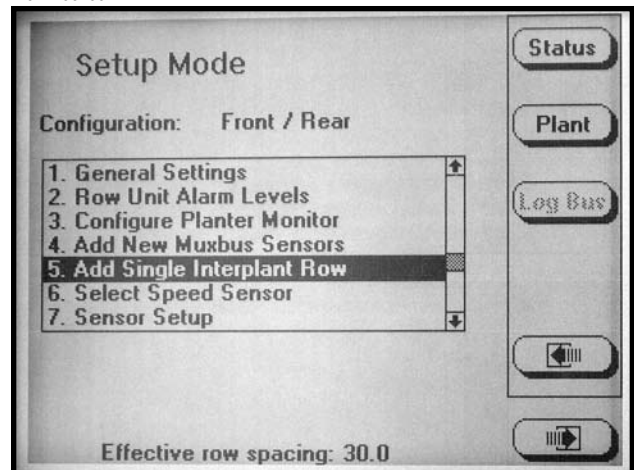 Setup Mode
Status
Configuration: Front / Rear
Plant
1. General Settings
2. Row Unit Alarm Levels
3. Configure Planter Monitor
4. Add New Muxbus Sensors
5. Add Single Interplant Row
6. Select Speed Sensor
7. Sensor Setup
Log Bus
Effective row spacing: 30.0